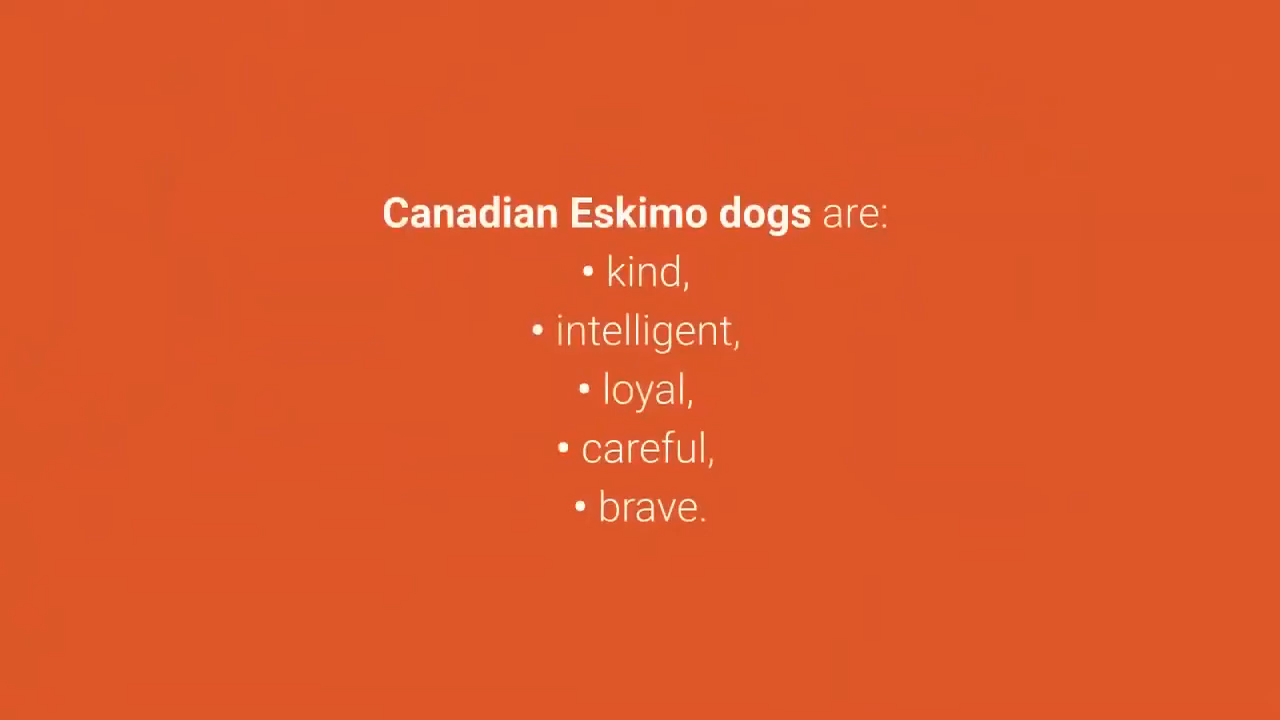 Canadian Eskimo dogs are:
• kind,
• intelligent,
• loyal,
• careful,
• brave.